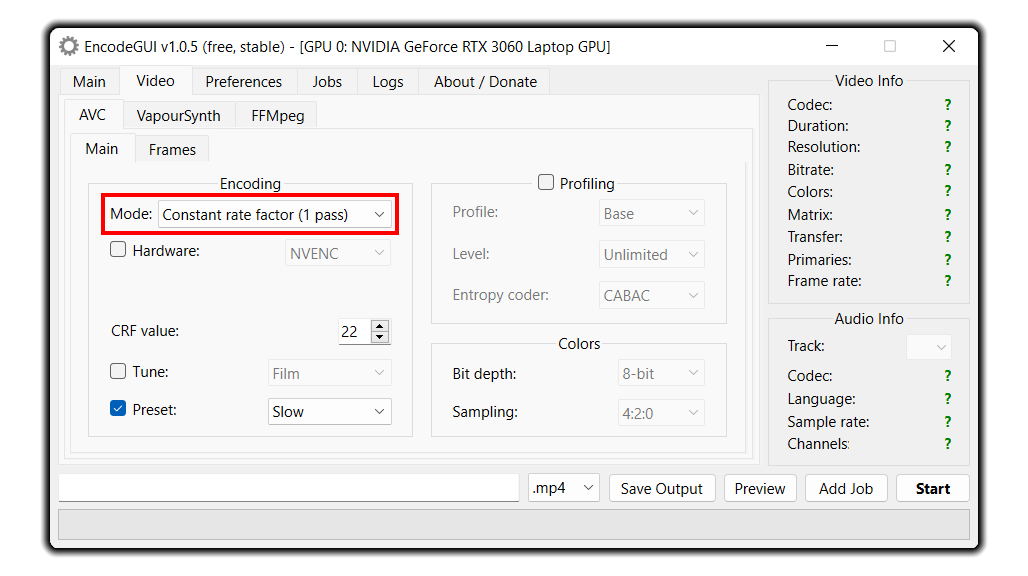 EncodeGUI v1.0.5 (free, stable) - [GPU 0: NVIDIA GeForce RTX 3060 Laptop GPU]
Main Video Preferences Jobs Logs About / Donate
AVC VapourSynth FFMpeg
Main Frames
Encoding
Mode: Constant rate factor (1 pass)
Hardware: NVENC
CRF value: 22
Tune: Film
Preset: Slow
Profiling
Profile: Base
Level: Unlimited
Entropy coder: CABAC
Colors
Bit depth: 8-bit
Sampling: 4:2:0
Video Info
Codec: ?
Duration: ?
Resolution: ?
Bitrate: ?
Colors: ?
Matrix: ?
Transfer: ?
Primaries: ?
Frame rate: ?
Audio Info
Track:
Codec: ?
Language: ?
Sample rate: ?
Channels: ?
.mp4 Save Output Preview Add Job Start